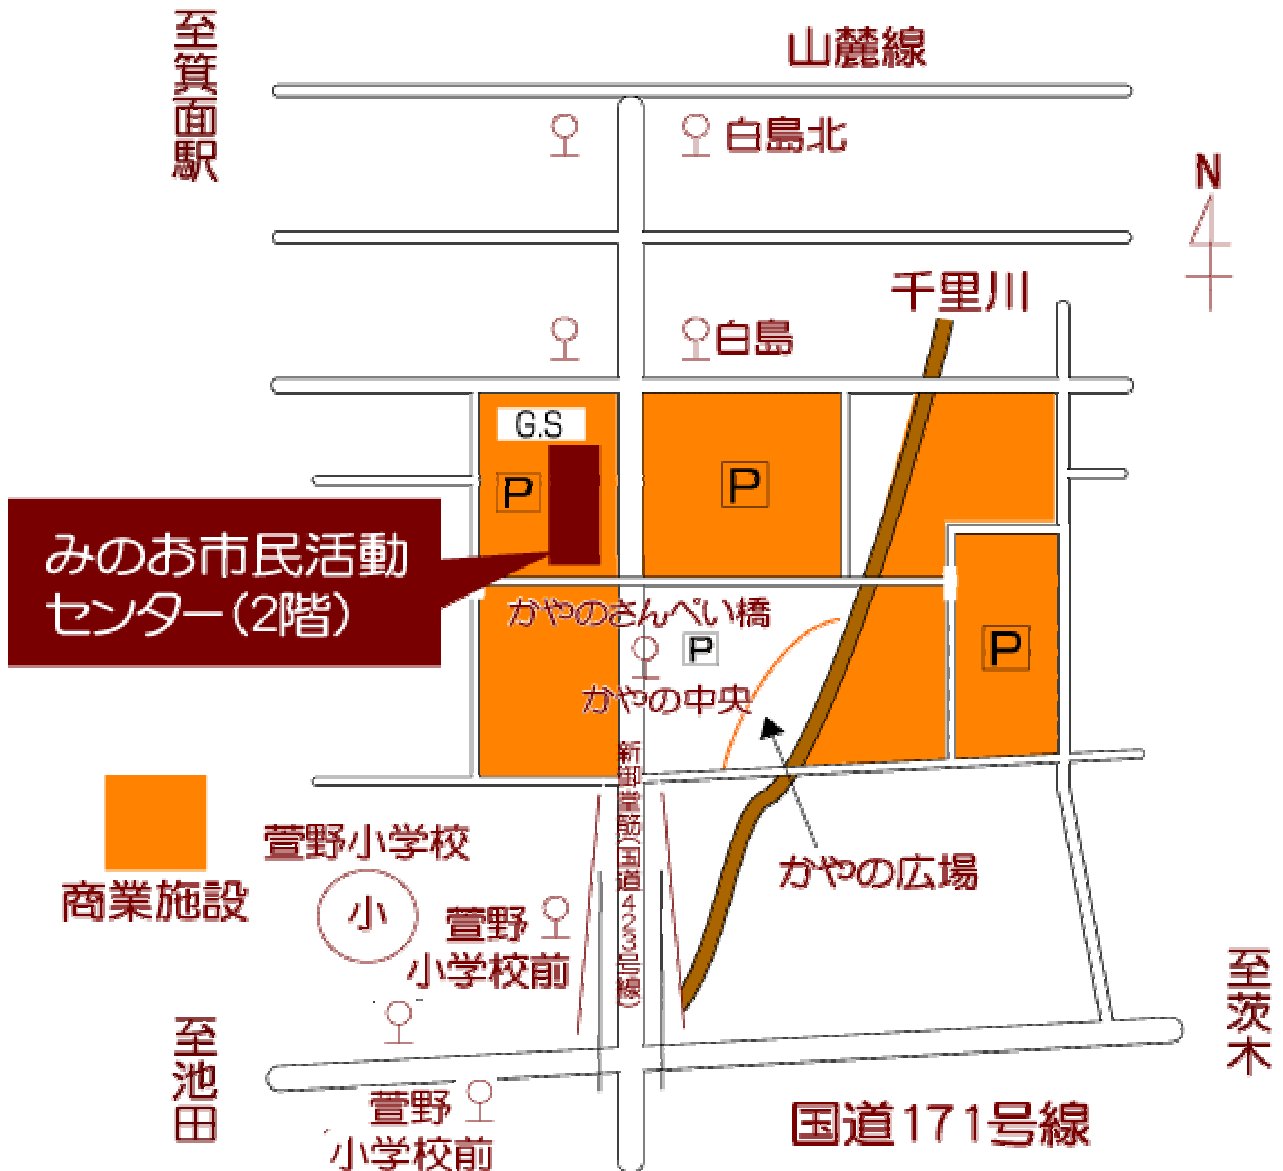 至箕面駅
山麓線
白島北
N
千里川
白島
G.S
P
P
みのお市民活動
センター(2階)
かやのさんぺい橋
P
P
かやの中央
新御堂筋(国道423号線)
かやの広場
商業施設
萱野小学校
小
萱野
小学校前
至茨木
至池田
萱野
小学校前
国道171号線